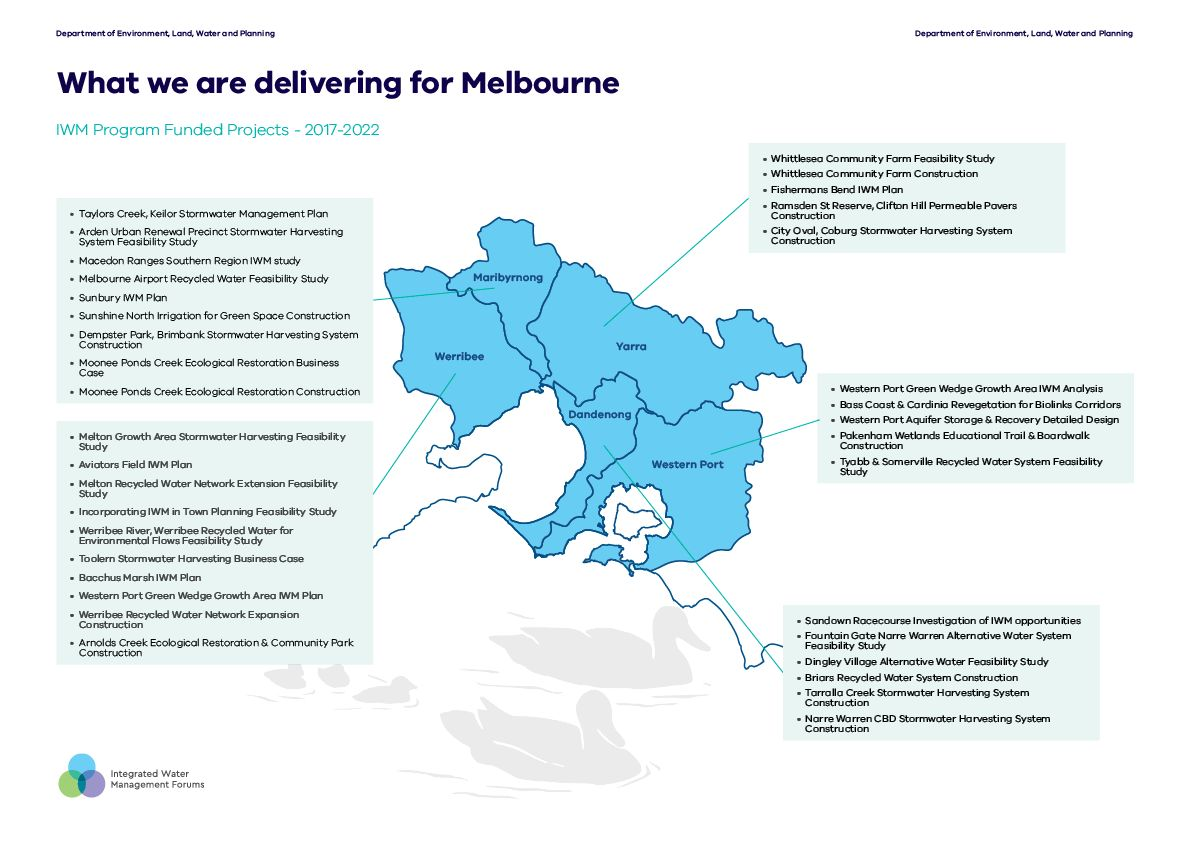 Department of Environment, Land, Water and Planning
Department of Environment, Land, Water and Planning
What we are delivering for Melbourne
IWM Program Funded Projects - 2017-2022
• Taylors Creek, Keilor Stormwater Management Plan
• Arden Urban Renewal Precinct Stormwater Harvesting
System Feasibility Study
• Macedon Ranges Southern Region IWM study
• Melbourne Airport Recycled Water Feasibility Study
• Sunbury IWM Plan
• Sunshine North Irrigation for Green Space Construction
• Dempster Park, Brimbank Stormwater Harvesting System
Construction
• Moonee Ponds Creek Ecological Restoration Business
Case
• Moonee Ponds Creek Ecological Restoration Construction
• Melton Growth Area Stormwater Harvesting Feasibility
Study
• Aviators Field IWM Plan
• Melton Recycled Water Network Extension Feasibility
Study
• Incorporating IWM in Town Planning Feasibility Study
• Werribee River, Werribee Recycled Water for
Environmental Flows Feasibility Study
• Toolern Stormwater Harvesting Business Case
• Bacchus Marsh IWM Plan
• Western Port Green Wedge Growth Area IWM Plan
• Werribee Recycled Water Network Expansion
Construction
• Arnolds Creek Ecological Restoration & Community Park
Construction
Maribyrnong
Werribee
Yarra
Dandenong
Western Port
• Whittlesea Community Farm Feasibility Study
• Whittlesea Community Farm Construction
• Fishermans Bend IWM Plan
• Ramsden St Reserve, Clifton Hill Permeable Pavers
Construction
• City Oval, Coburg Stormwater Harvesting System
Construction
• Western Port Green Wedge Growth Area IWM Analysis
• Bass Coast & Cardinia Revegetation for Biolinks Corridors
• Western Port Aquifer Storage & Recovery Detailed Design
• Pakenham Wetlands Educational Trail & Boardwalk
Construction
• Tyabb & Somerville Recycled Water System Feasibility
Study
• Sandown Racecourse Investigation of IWM opportunities
• Fountain Gate Narre Warren Alternative Water System
Feasibility Study
• Dingley Village Alternative Water Feasibility Study
• Briars Recycled Water System Construction
• Tarralla Creek Stormwater Harvesting System
Construction
• Narre Warren CBD Stormwater Harvesting System
Construction
Integrated Water
Management Forums